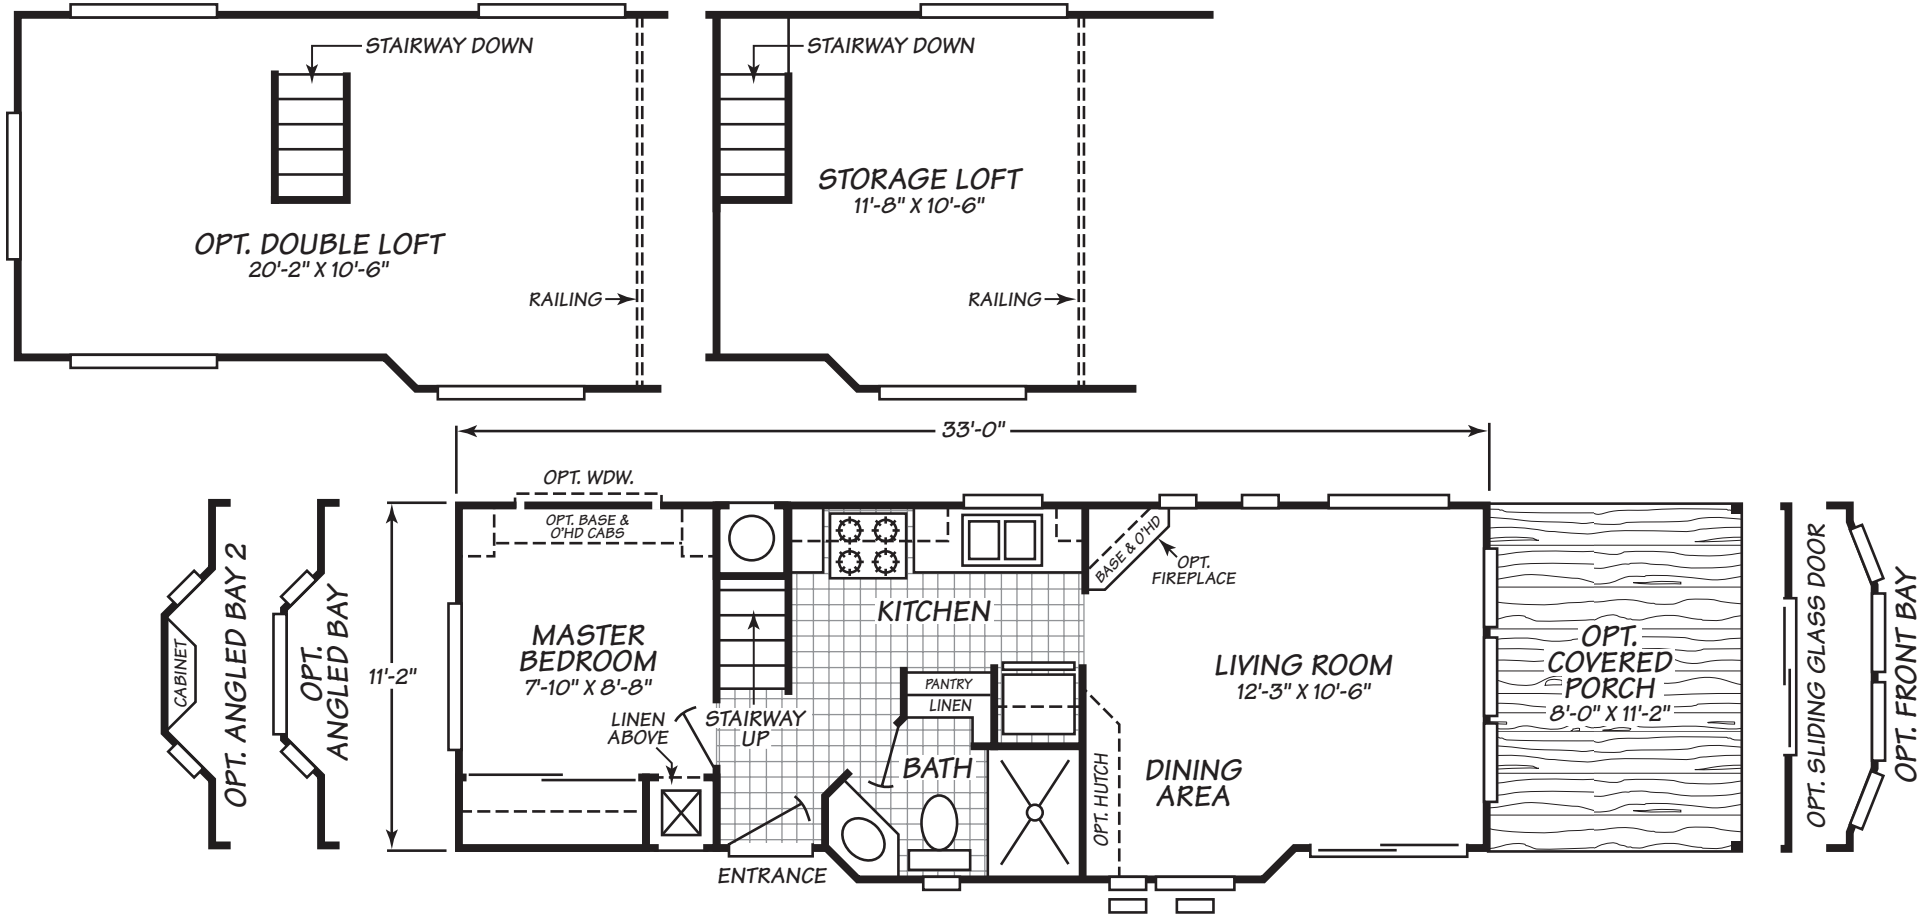 STAIRWAY DOWN
OPT. DOUBLE LOFT
20'-2" X 10'-6"
RAILING
STAIRWAY DOWN
STORAGE LOFT
11'-8" X 10'-6"
RAILING
33'-0"
OPT. ANGLED BAY 2
CABINET
OPT.
ANGLED BAY
11'-2"
OPT. WDW.
OPT. BASE &
O'HD CABS
MASTER
BEDROOM
7'-10" X 8'-8"
LINEN
ABOVE
STAIRWAY
UP
ENTRANCE
KITCHEN
PANTRY
LINEN
BATH
BASE & O'HD
OPT.
FIREPLACE
LIVING ROOM
12'-3" X 10'-6"
DINING
AREA
OPT. HUTCH
OPT.
COVERED
PORCH
8'-0" X 11'-2"
OPT. SLIDING GLASS DOOR
OPT. FRONT BAY